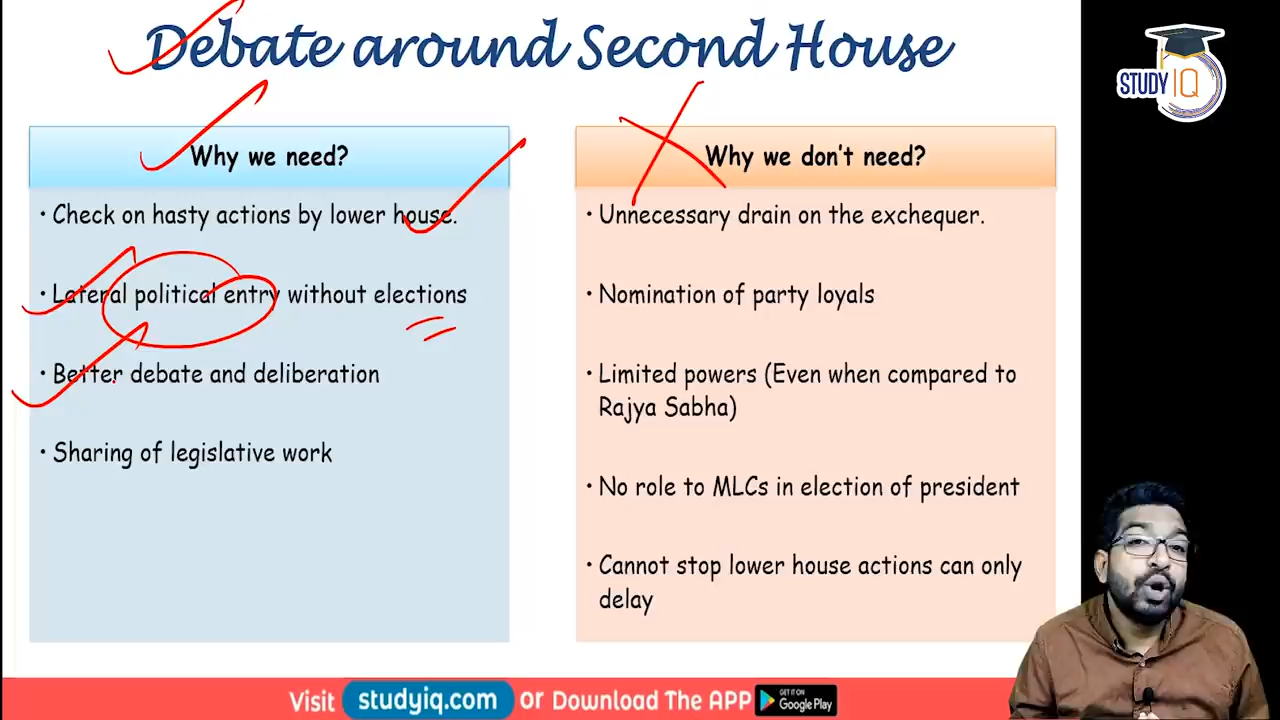 Debate around Second House
STUDY IQ
Why we need?
• Check on hasty actions by lower house.
• Lateral political entry without elections
• Better debate and deliberation
• Sharing of legislative work
Why we don't need?
• Unnecessary drain on the exchequer.
• Nomination of party loyals
• Limited powers (Even when compared to
Rajya Sabha)
• No role to MLCs in election of president
• Cannot stop lower house actions can only
delay
Visit studyiq.com or Download The APP
GET IT ON
Google Play